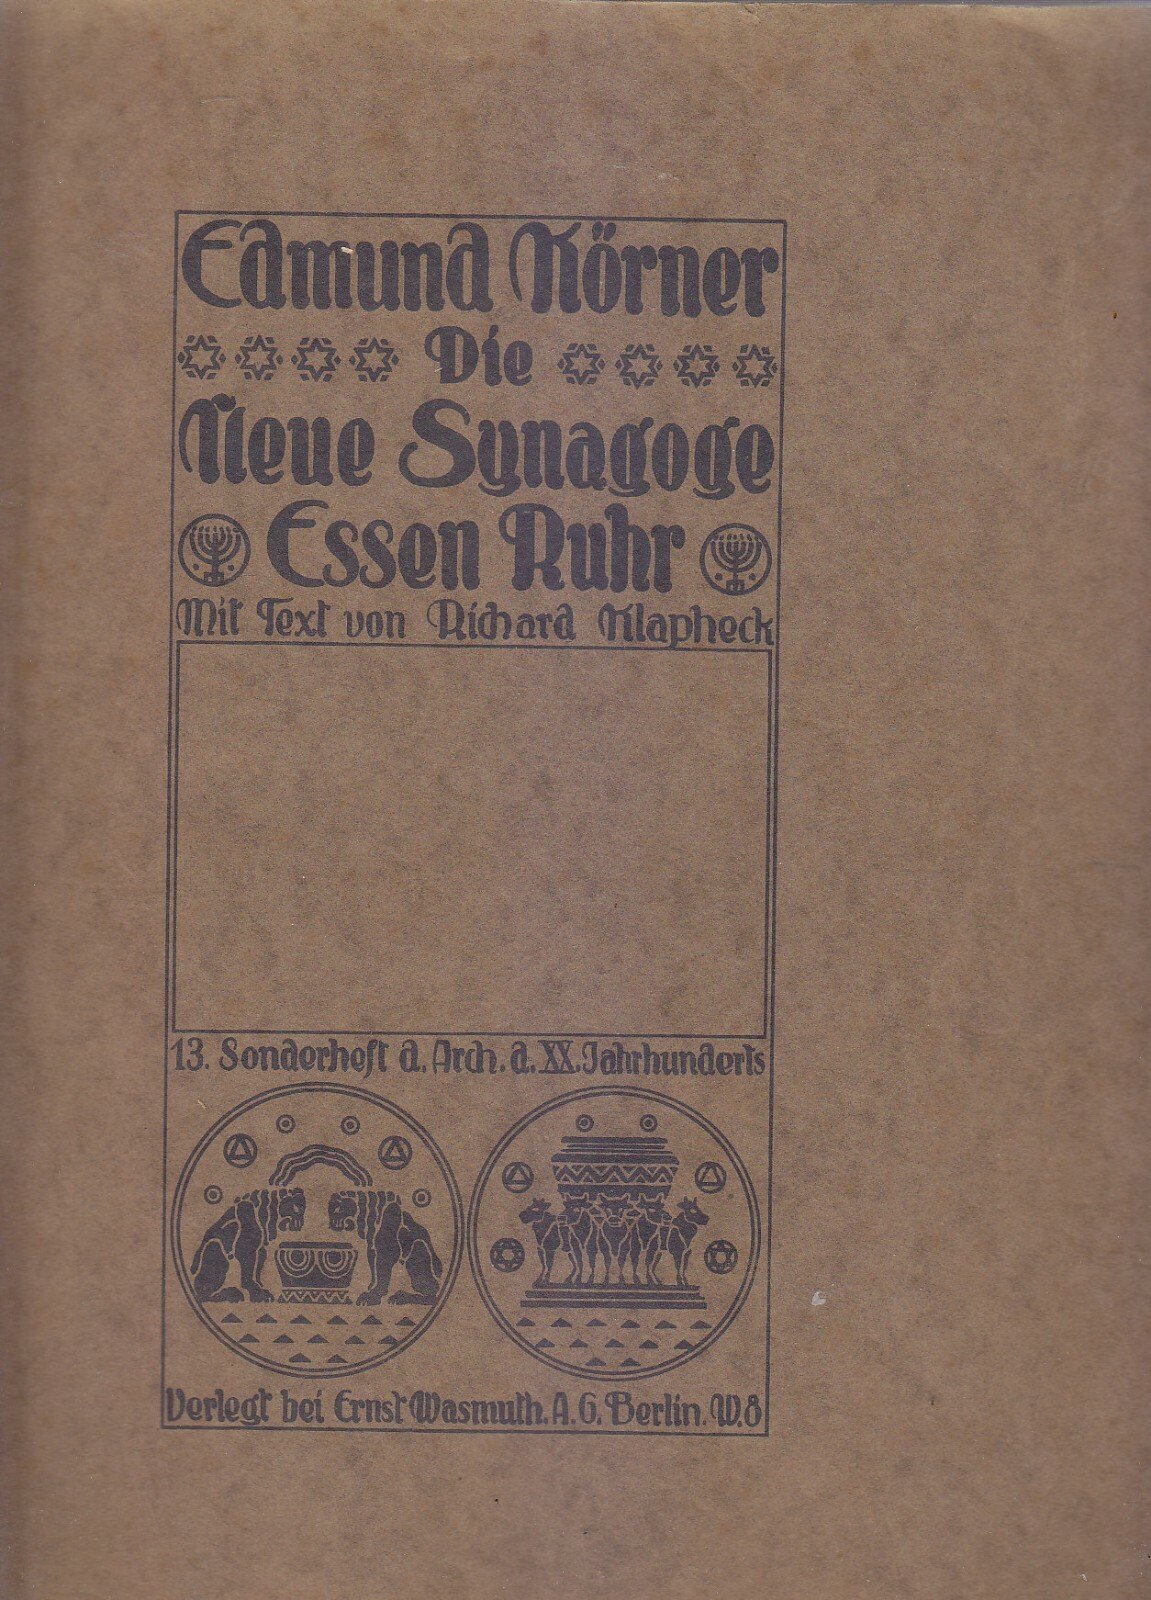 Edmund Körner
Die
Neue Synagoge
Essen Ruhr
Mit Text von Richard Klapheck
13. Sonderheft d. Arch. d. XX. Jahrhunderts
Verlegt bei Ernst Wasmuth. A. G. Berlin. W. 8